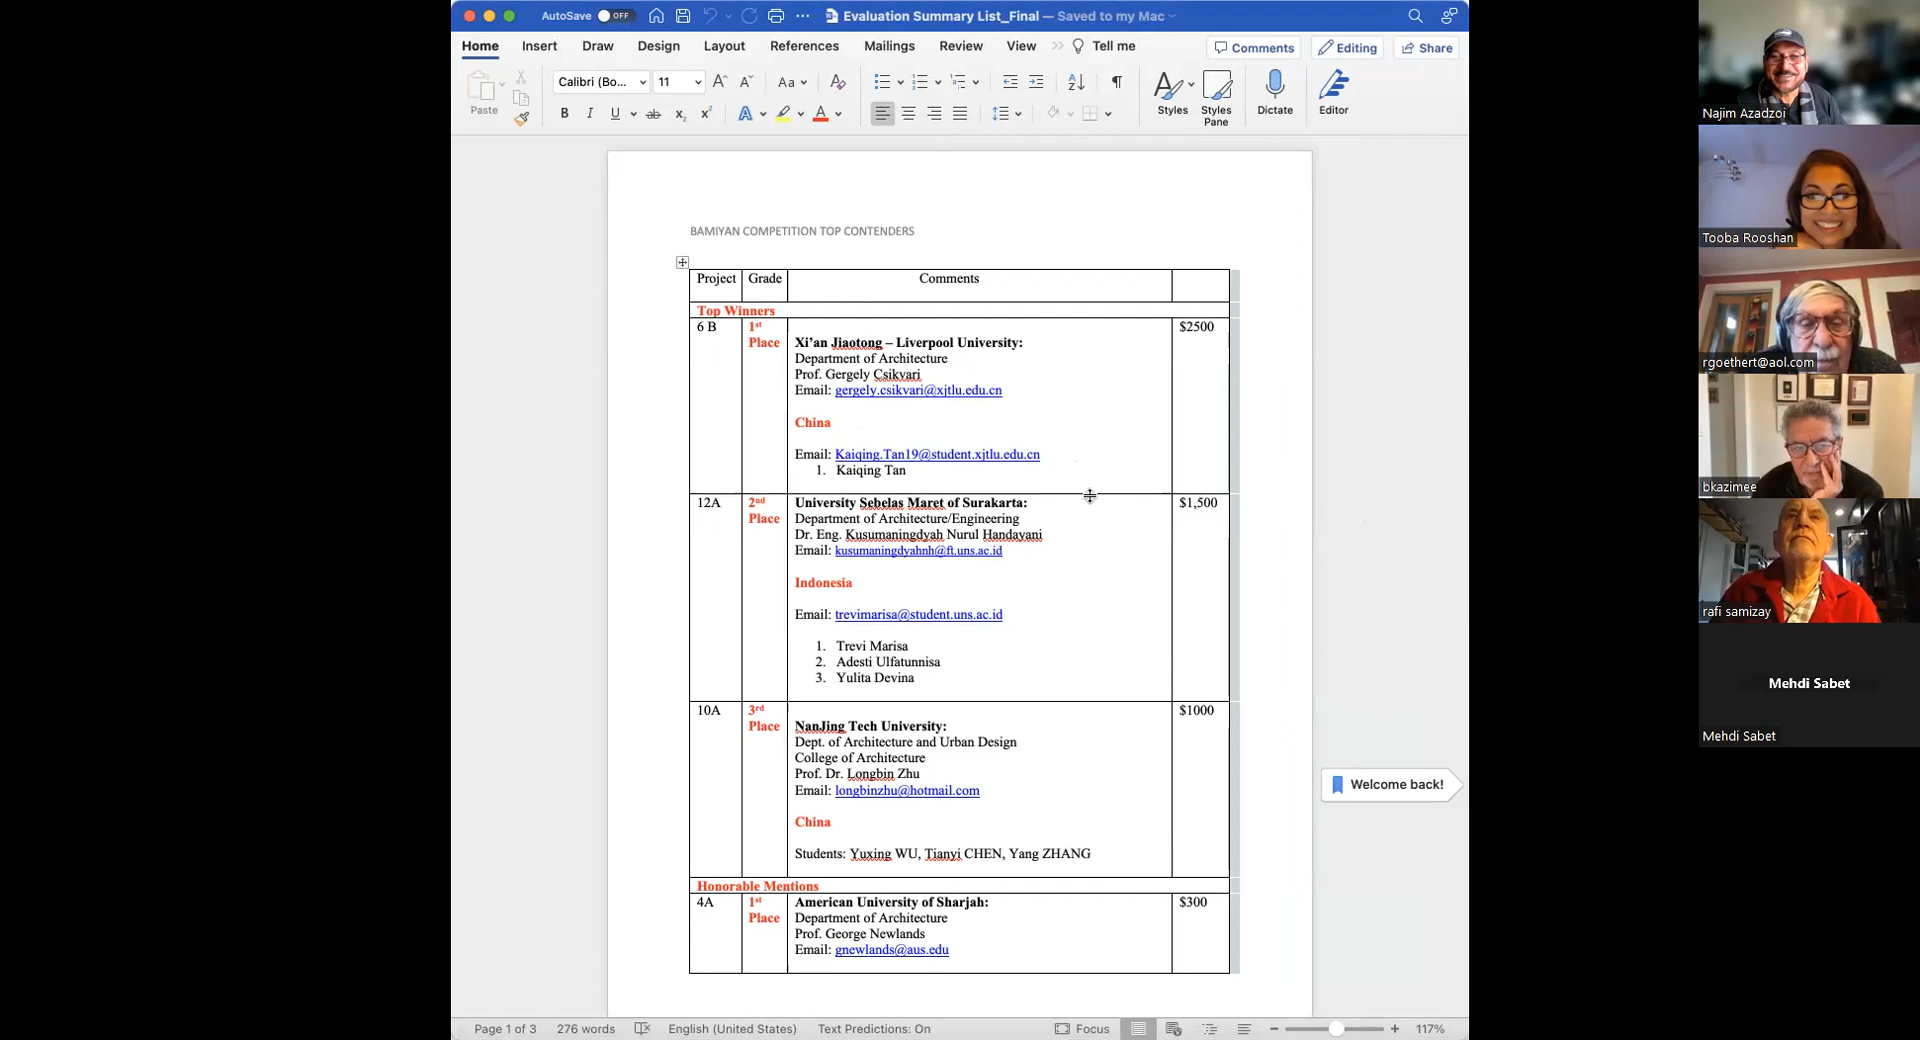 AutoSave OFF
Evaluation Summary List_Final — Saved to my Mac
Home Insert Draw Design Layout References Mailings Review View Tell me
Comments Editing Share
Paste
Calibri (Bo... 11
Styles Styles Pane Dictate Editor
BAMIYAN COMPETITION TOP CONTENDERS
Project Grade Comments
Top Winners
6 B 1st Place $2500
Xi’an Jiaotong – Liverpool University:
Department of Architecture
Prof. Gergely Csikvari
Email: gergely.csikvari@xjtlu.edu.cn
China
Email: Kaiqing.Tan19@student.xjtlu.edu.cn
1. Kaiqing Tan
12A 2nd Place $1,500
University Sebelas Maret of Surakarta:
Department of Architecture/Engineering
Dr. Eng. Kusumaningdyah Nurul Handayani
Email: kusumaningdyahnh@ft.uns.ac.id
Indonesia
Email: trevimarisa@student.uns.ac.id
1. Trevi Marisa
2. Adesti Ulfatunnisa
3. Yulita Devina
10A 3rd Place $1000
NanJing Tech University:
Dept. of Architecture and Urban Design
College of Architecture
Prof. Dr. Longbin Zhu
Email: longbinzhu@hotmail.com
China
Students: Yuxing WU, Tianyi CHEN, Yang ZHANG
Honorable Mentions
4A 1st Place $300
American University of Sharjah:
Department of Architecture
Prof. George Newlands
Email: gnewlands@aus.edu
Welcome back!
Page 1 of 3 276 words English (United States) Text Predictions: On Focus 117%
Najim Azadzoi
Tooba Rooshan
rgoethert@aol.com
bkazimee
rafi samizay
Mehdi Sabet
Mehdi Sabet